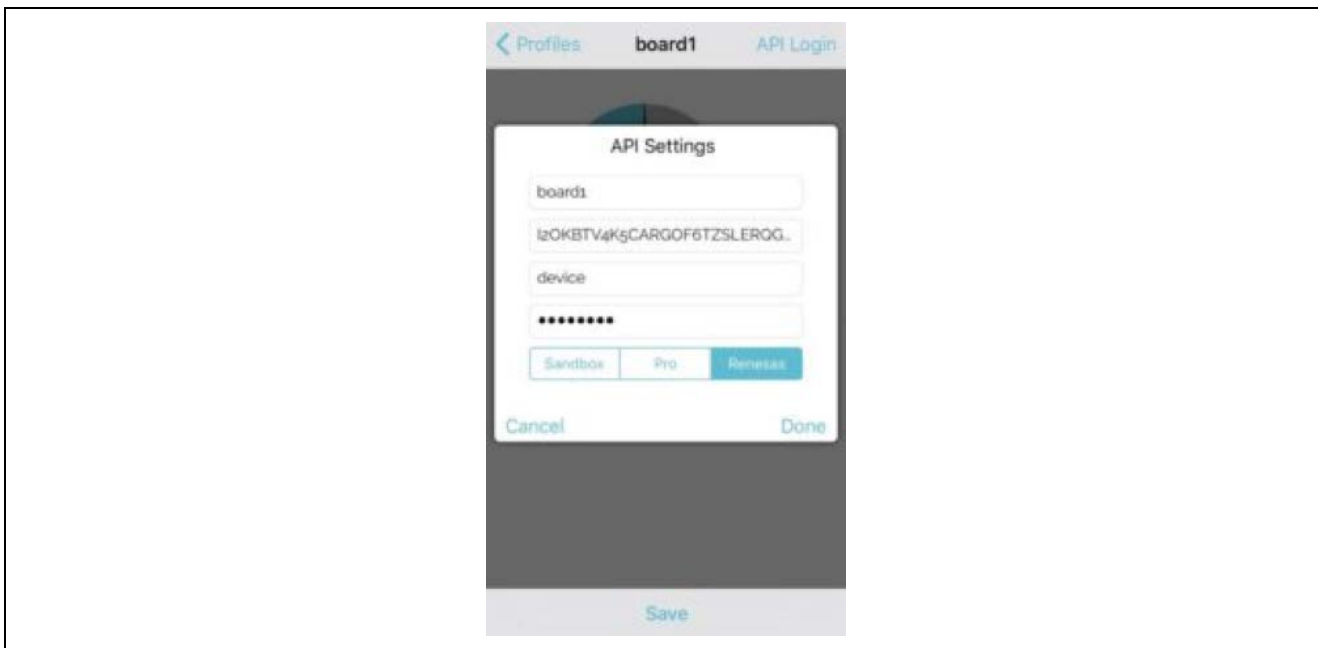 Profiles board1 API Login
API Settings
board1
I2OKBTV4K5CARGOF6TZSLERQG..
device
••••••••
Sandbox Pro Renesas
Cancel Done
Save